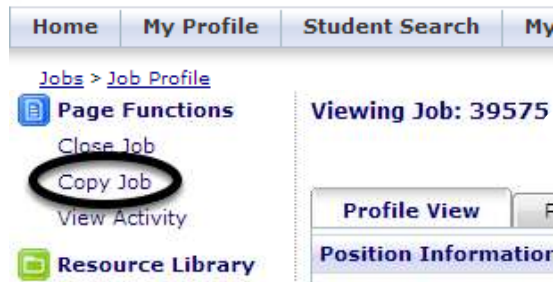 Home My Profile Student Search My
Jobs > Job Profile
Page Functions
Viewing Job: 39575
Close Job
Copy Job
View Activity
Profile View
Position Information
Resource Library